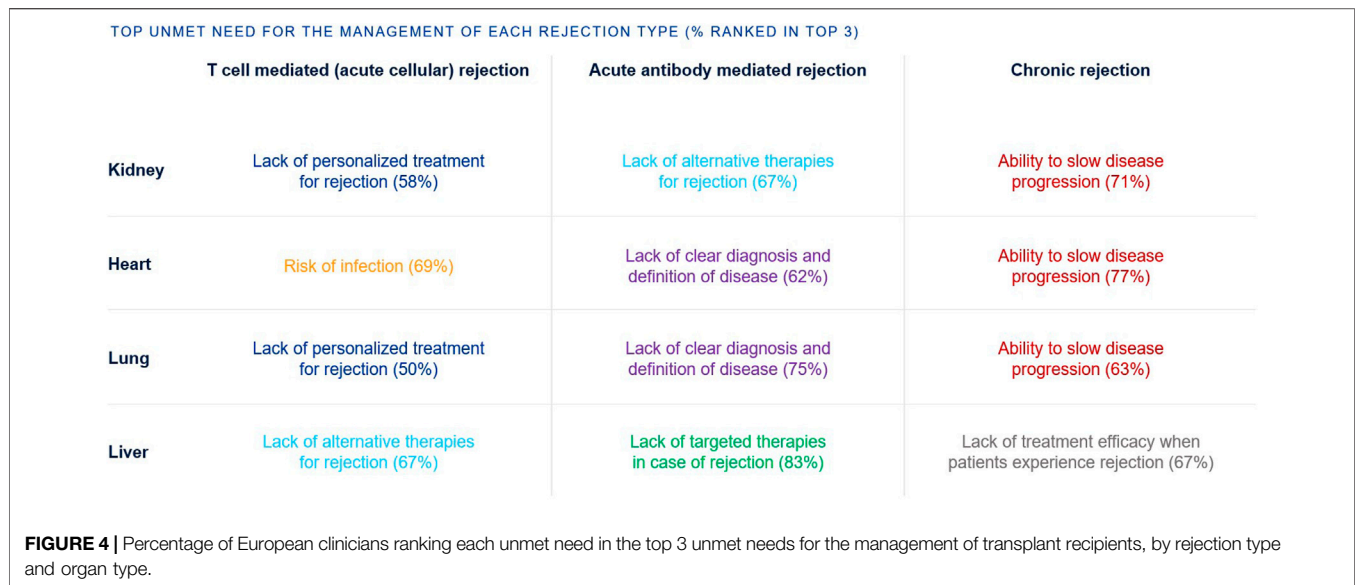 TOP UNMET NEED FOR THE MANAGEMENT OF EACH REJECTION TYPE (% RANKED IN TOP 3)
T cell mediated (acute cellular) rejection
Acute antibody mediated rejection
Chronic rejection
Kidney
Lack of personalized treatment
for rejection (58%)
Lack of alternative therapies
for rejection (67%)
Ability to slow disease
progression (71%)
Heart
Risk of infection (69%)
Lack of clear diagnosis and
definition of disease (62%)
Ability to slow disease
progression (77%)
Lung
Lack of personalized treatment
for rejection (50%)
Lack of clear diagnosis and
definition of disease (75%)
Ability to slow disease
progression (63%)
Liver
Lack of alternative therapies
for rejection (67%)
Lack of targeted therapies
in case of rejection (83%)
Lack of treatment efficacy when
patients experience rejection (67%)
FIGURE 4 | Percentage of European clinicians ranking each unmet need in the top 3 unmet needs for the management of transplant recipients, by rejection type
and organ type.